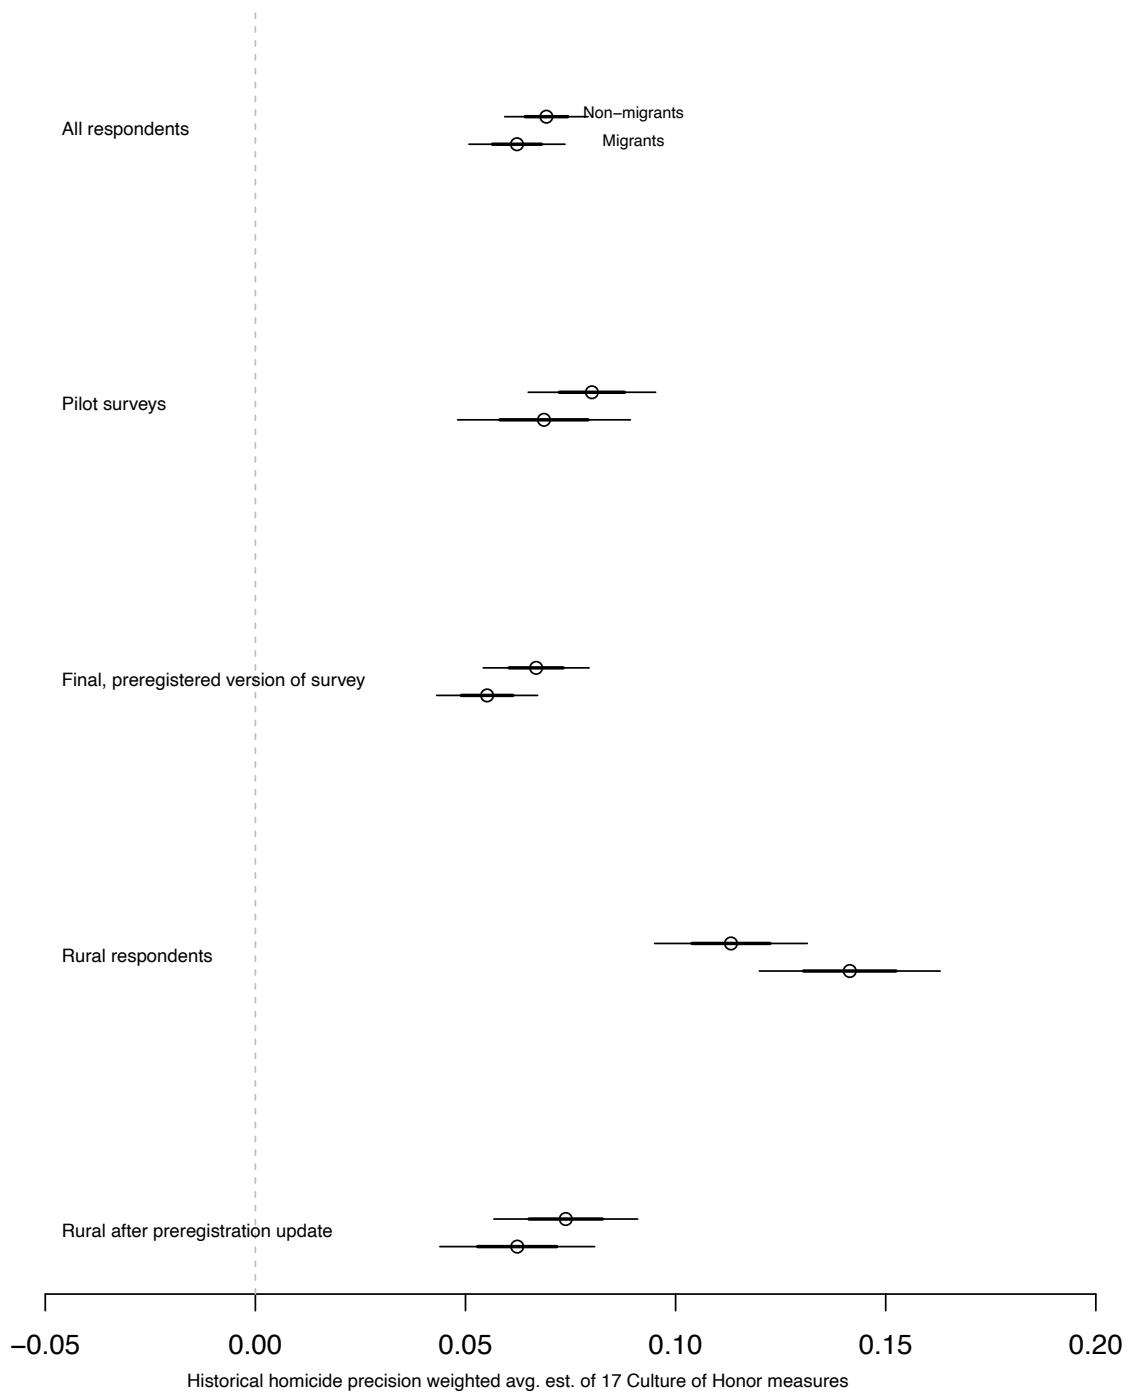 All respondents
Non−migrants
Migrants
Pilot surveys
Final, preregistered version of survey
Rural respondents
Rural after preregistration update
−0.05 0.00 0.05 0.10 0.15 0.20
Historical homicide precision weighted avg. est. of 17 Culture of Honor measures